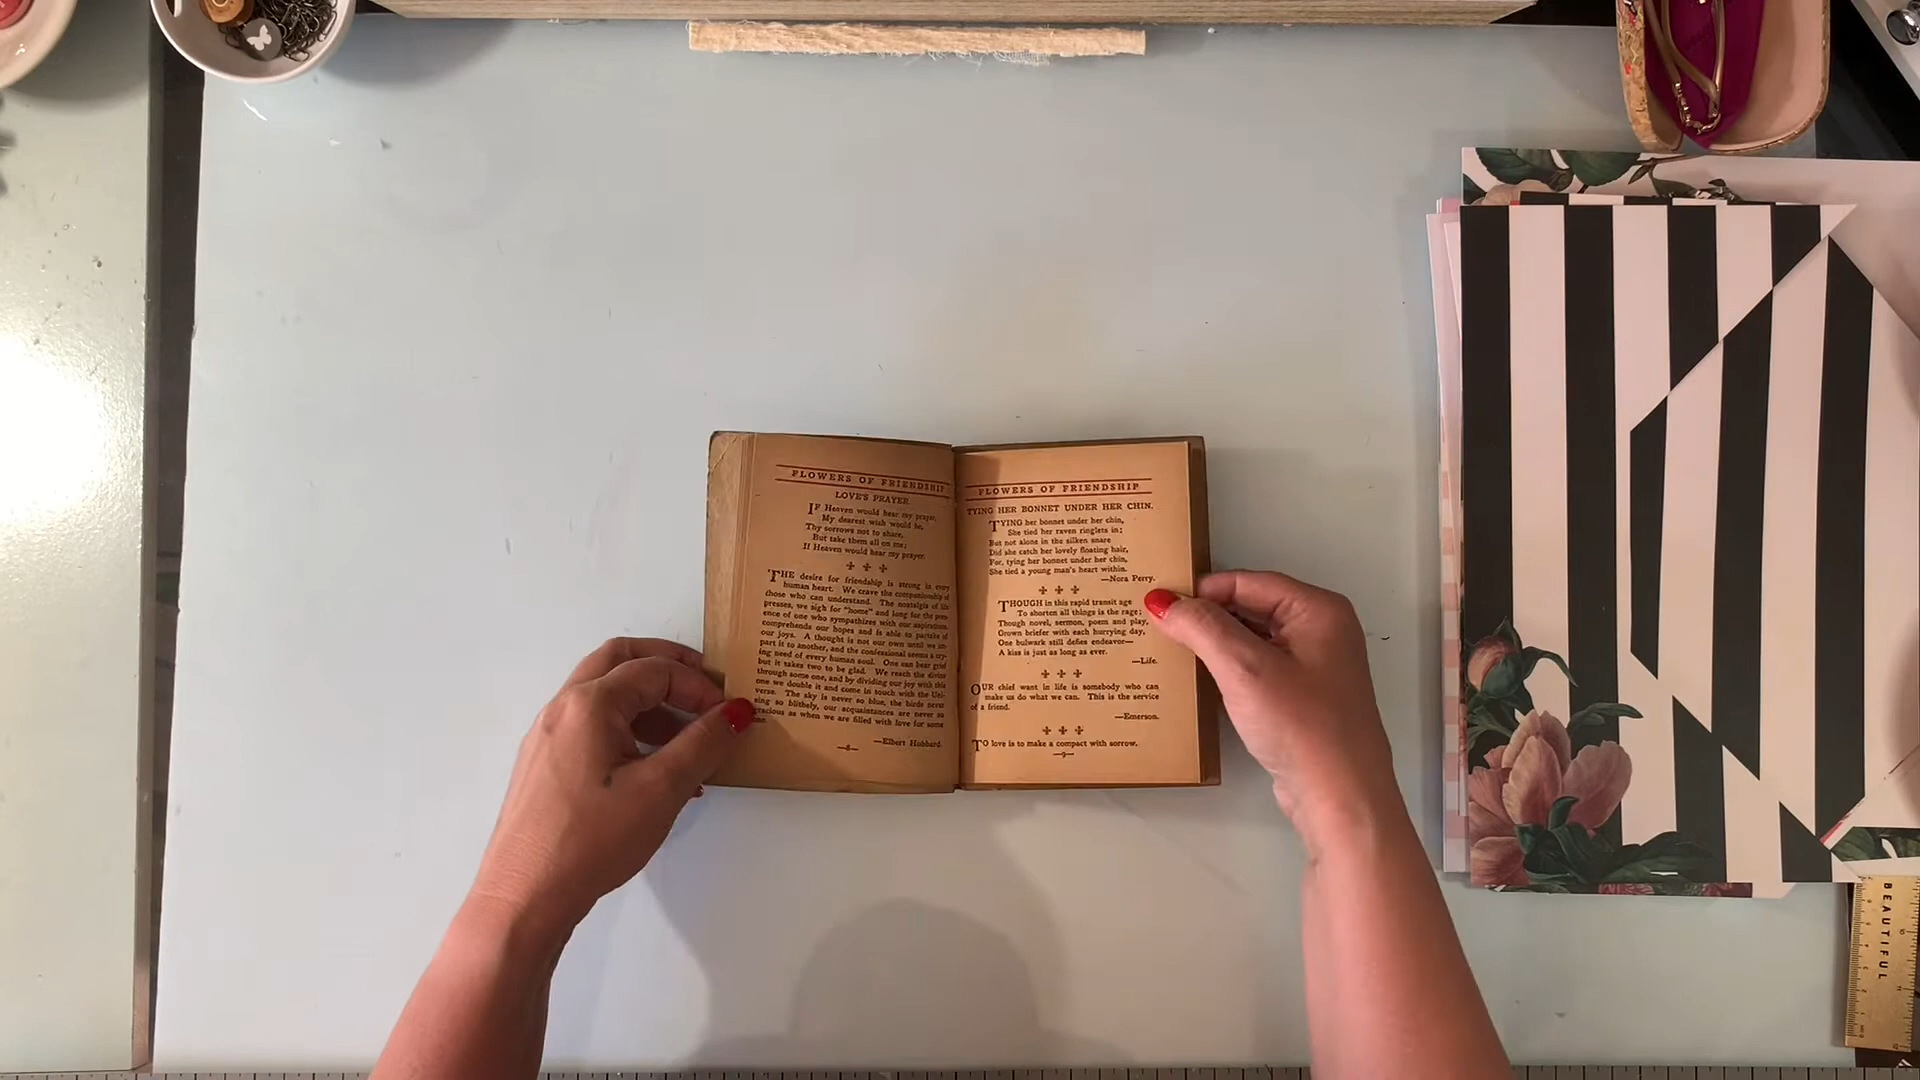 FLOWERS OF FRIENDSHIP
LOVE'S PRAYER
IF Heaven would hear my prayer,
My dearest wish would be,
Thy sorrows not to share,
But take them all on me;
If Heaven would hear my prayer.
THE desire for friendship is strong in every
human heart. We crave the companionship of
those who can understand. The nostalgia of life
presses, we sigh for "home" and long for the pres-
ence of one who sympathizes with our aspirations,
comprehends our hopes and is able to partake of
our joys. A thought is not our own until we im-
part it to another, and the confessional seems a cry-
ing need of every human soul. One can bear grief
but it takes two to be glad. We reach the divine
through some one, and by dividing our joy with this
one we double it and come in touch with the Uni-
verse. The sky is never so blue, the birds never
sing so blithely, our acquaintances are never so
gracious as when we are filled with love for some
one.
—Elbert Hubbard.
—8—
FLOWERS OF FRIENDSHIP
TYING HER BONNET UNDER HER CHIN.
TYING her bonnet under her chin,
She tied her raven ringlets in;
But not alone in the silken snare
Did she catch her lovely floating hair,
For, tying her bonnet under her chin,
She tied a young man's heart within.
—Nora Perry.
THOUGH in this rapid transit age
To shorten all things is the rage;
Though novel, sermon, poem and play,
Grown briefer with each hurrying day,
One bulwark still defies endeavor—
A kiss is just as long as ever.
—Life.
OUR chief want in life is somebody who can
make us do what we can. This is the service
of a friend.
—Emerson.
TO love is to make a compact with sorrow.
—9—
BEAUTIFUL